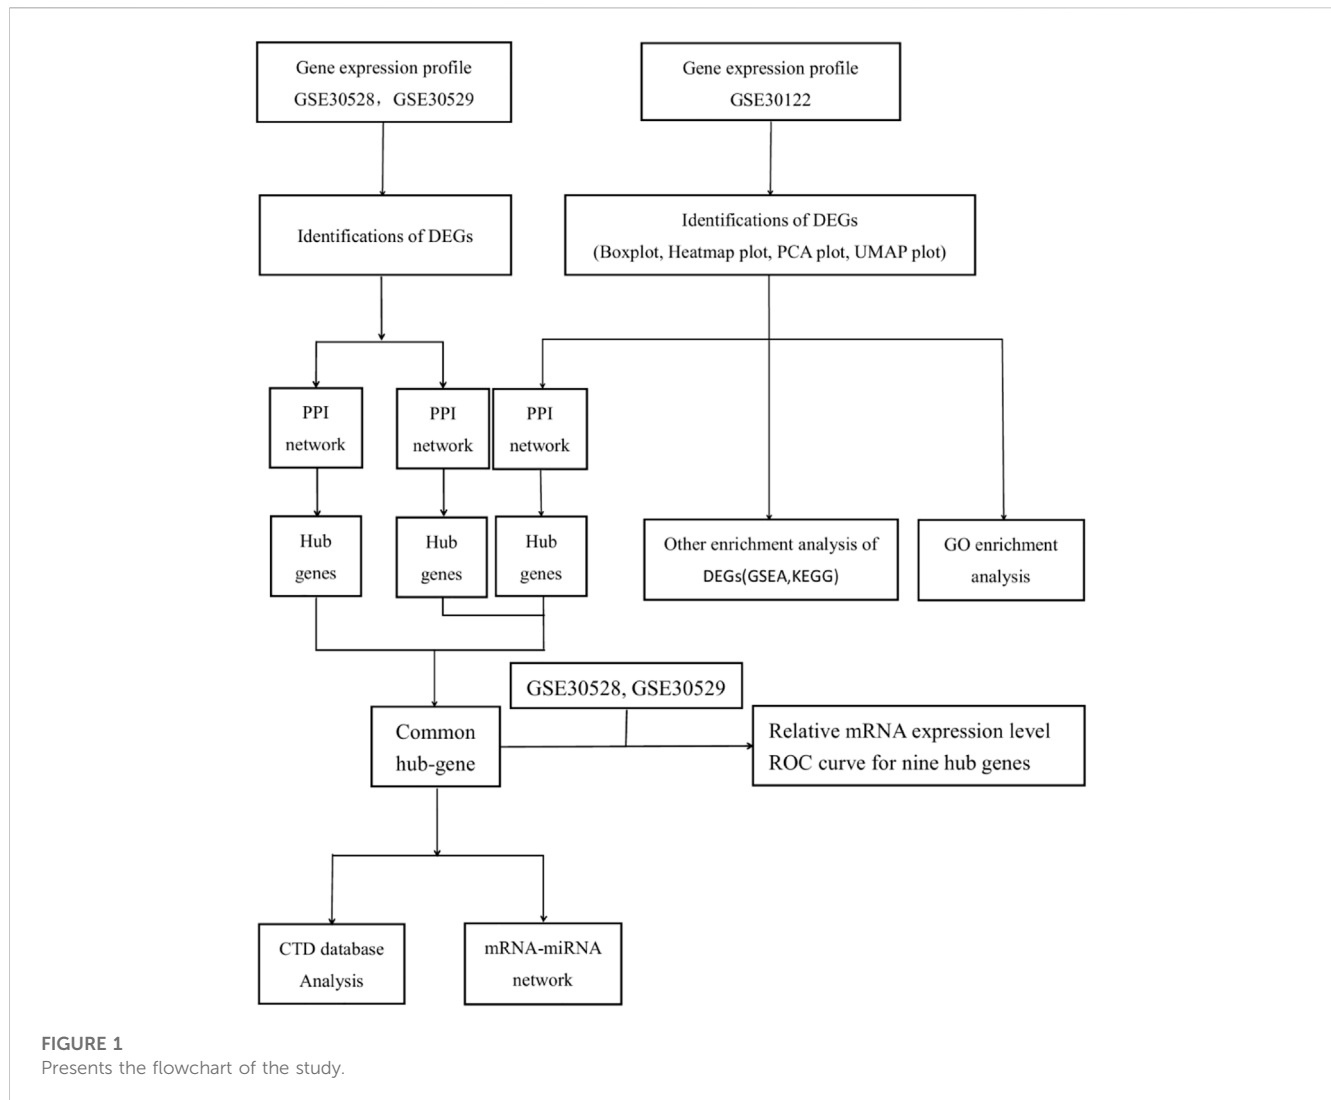 Gene expression profile
GSE30528，GSE30529
Gene expression profile
GSE30122
Identifications of DEGs
Identifications of DEGs
(Boxplot, Heatmap plot, PCA plot, UMAP plot)
PPI
network
PPI
network
PPI
network
Hub
genes
Hub
genes
Hub
genes
Other enrichment analysis of
DEGs(GSEA,KEGG)
GO enrichment
analysis
GSE30528, GSE30529
Common
hub-gene
Relative mRNA expression level
ROC curve for nine hub genes
CTD database
Analysis
mRNA-miRNA
network
FIGURE 1
Presents the flowchart of the study.